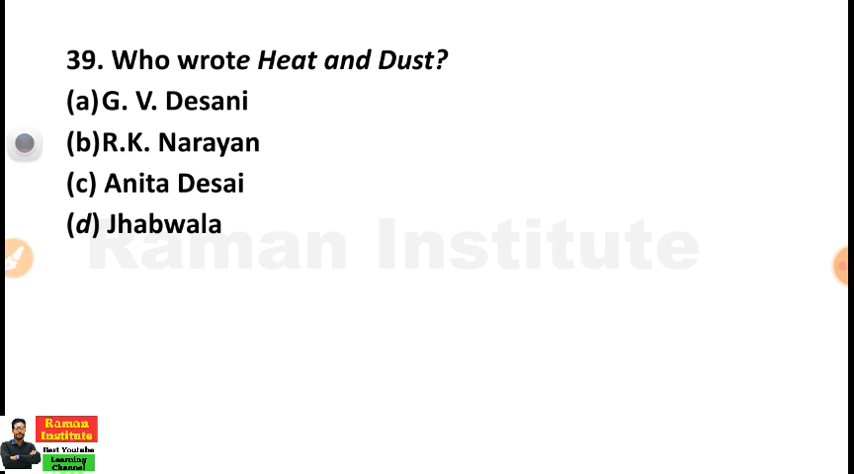 39. Who wrote Heat and Dust?
(a)G. V. Desani
(b)R.K. Narayan
(c) Anita Desai
(d) Jhabwala
Raman Institute
Raman
Institute
Best Youtube
Learning
Channel